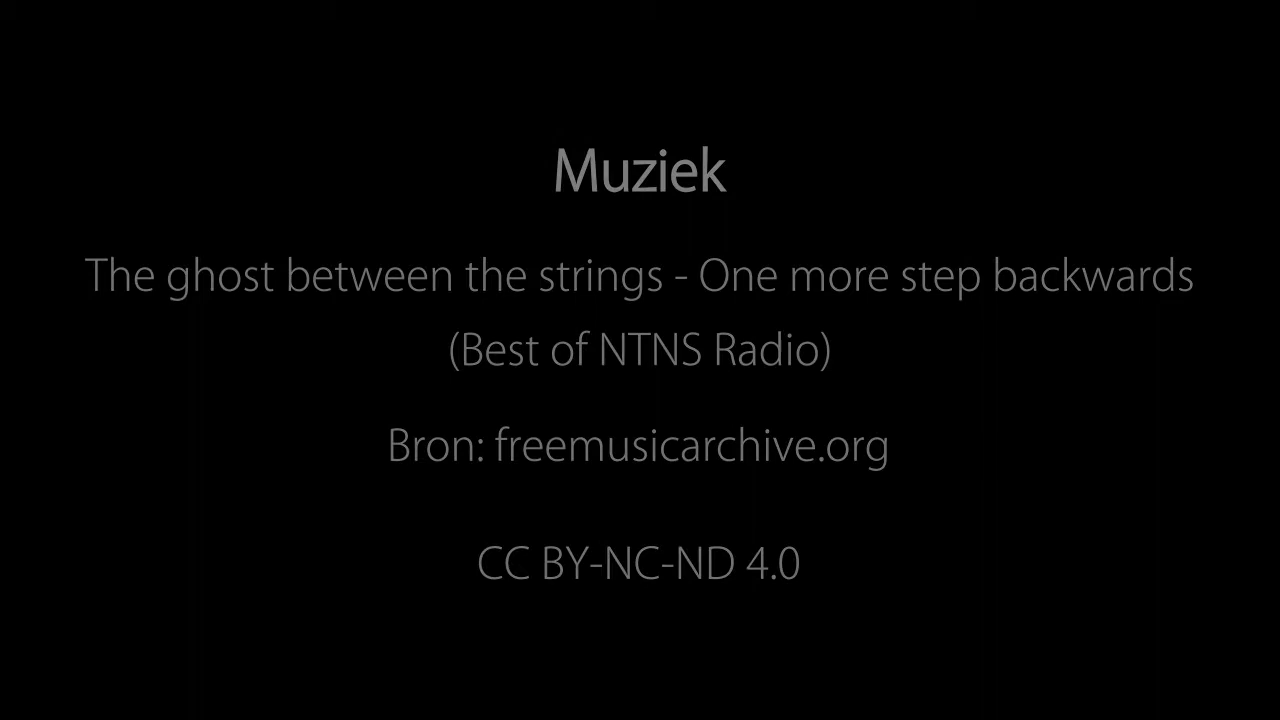 Muziek
The ghost between the strings - One more step backwards
(Best of NTNS Radio)
Bron: freemusicarchive.org
CC BY-NC-ND 4.0